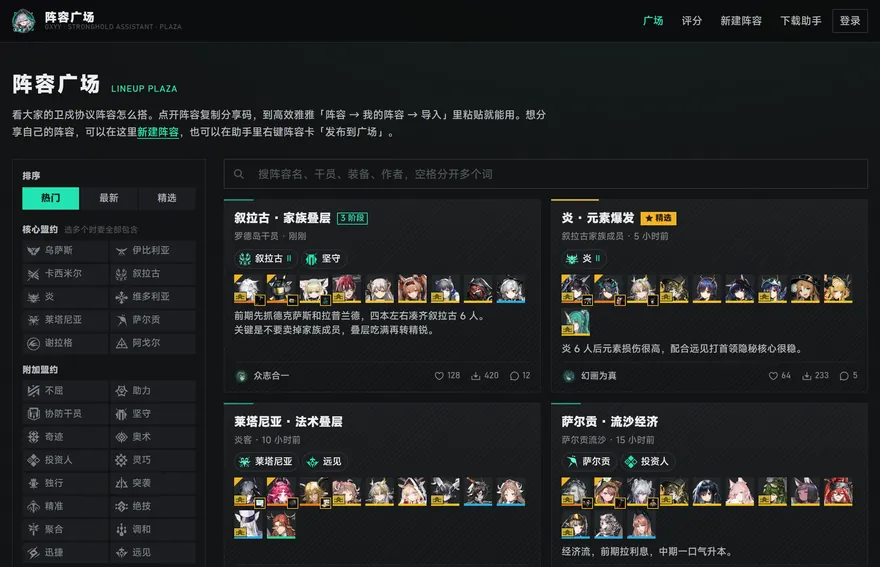 阵容广场
GXYY · STRONGHOLD ASSISTANT · PLAZA
广场
评分
新建阵容
下载助手
登录
阵容广场 LINEUP PLAZA
看大家的卫戍协议阵容怎么搭。点开阵容复制分享码，到高效雅雅「阵容 → 我的阵容 → 导入」里粘贴就能用。想分
享自己的阵容，可以在这里新建阵容，也可以在助手里右键阵容卡「发布到广场」。
排序
热门 最新 精选
核心盟约 选多个时要全部包含
乌萨斯 伊比利亚
卡西米尔 叙拉古
炎 维多利亚
莱塔尼亚 萨尔贡
谢拉格 阿戈尔
附加盟约
不屈 助力
协防干员 坚守
奇迹 奥术
投资人 灵巧
独行 突袭
精准 绝技
聚合 调和
迅捷 远见
搜阵容名、干员、装备、作者，空格分开多个词
叙拉古 · 家族叠层 3 阶段
罗德岛干员 · 刚刚
叙拉古 II 坚守
前期先抓德克萨斯和拉普兰德，四本左右凑齐叙拉古 6 人。
关键是不要卖掉家族成员，叠层吃满再转精锐。
众志合一 128 420 12
炎 · 元素爆发 ★ 精选
叙拉古家族成员 · 5 小时前
炎 II
炎 6 人后元素损伤很高，配合远见打首领隐秘核心很稳。
幻画为真 64 233 5
莱塔尼亚 · 法术叠层
炎客 · 10 小时前
莱塔尼亚 远见
萨尔贡 · 流沙经济
萨尔贡流沙 · 15 小时前
萨尔贡 投资人
经济流，前期拉利息，中期一口气升本。